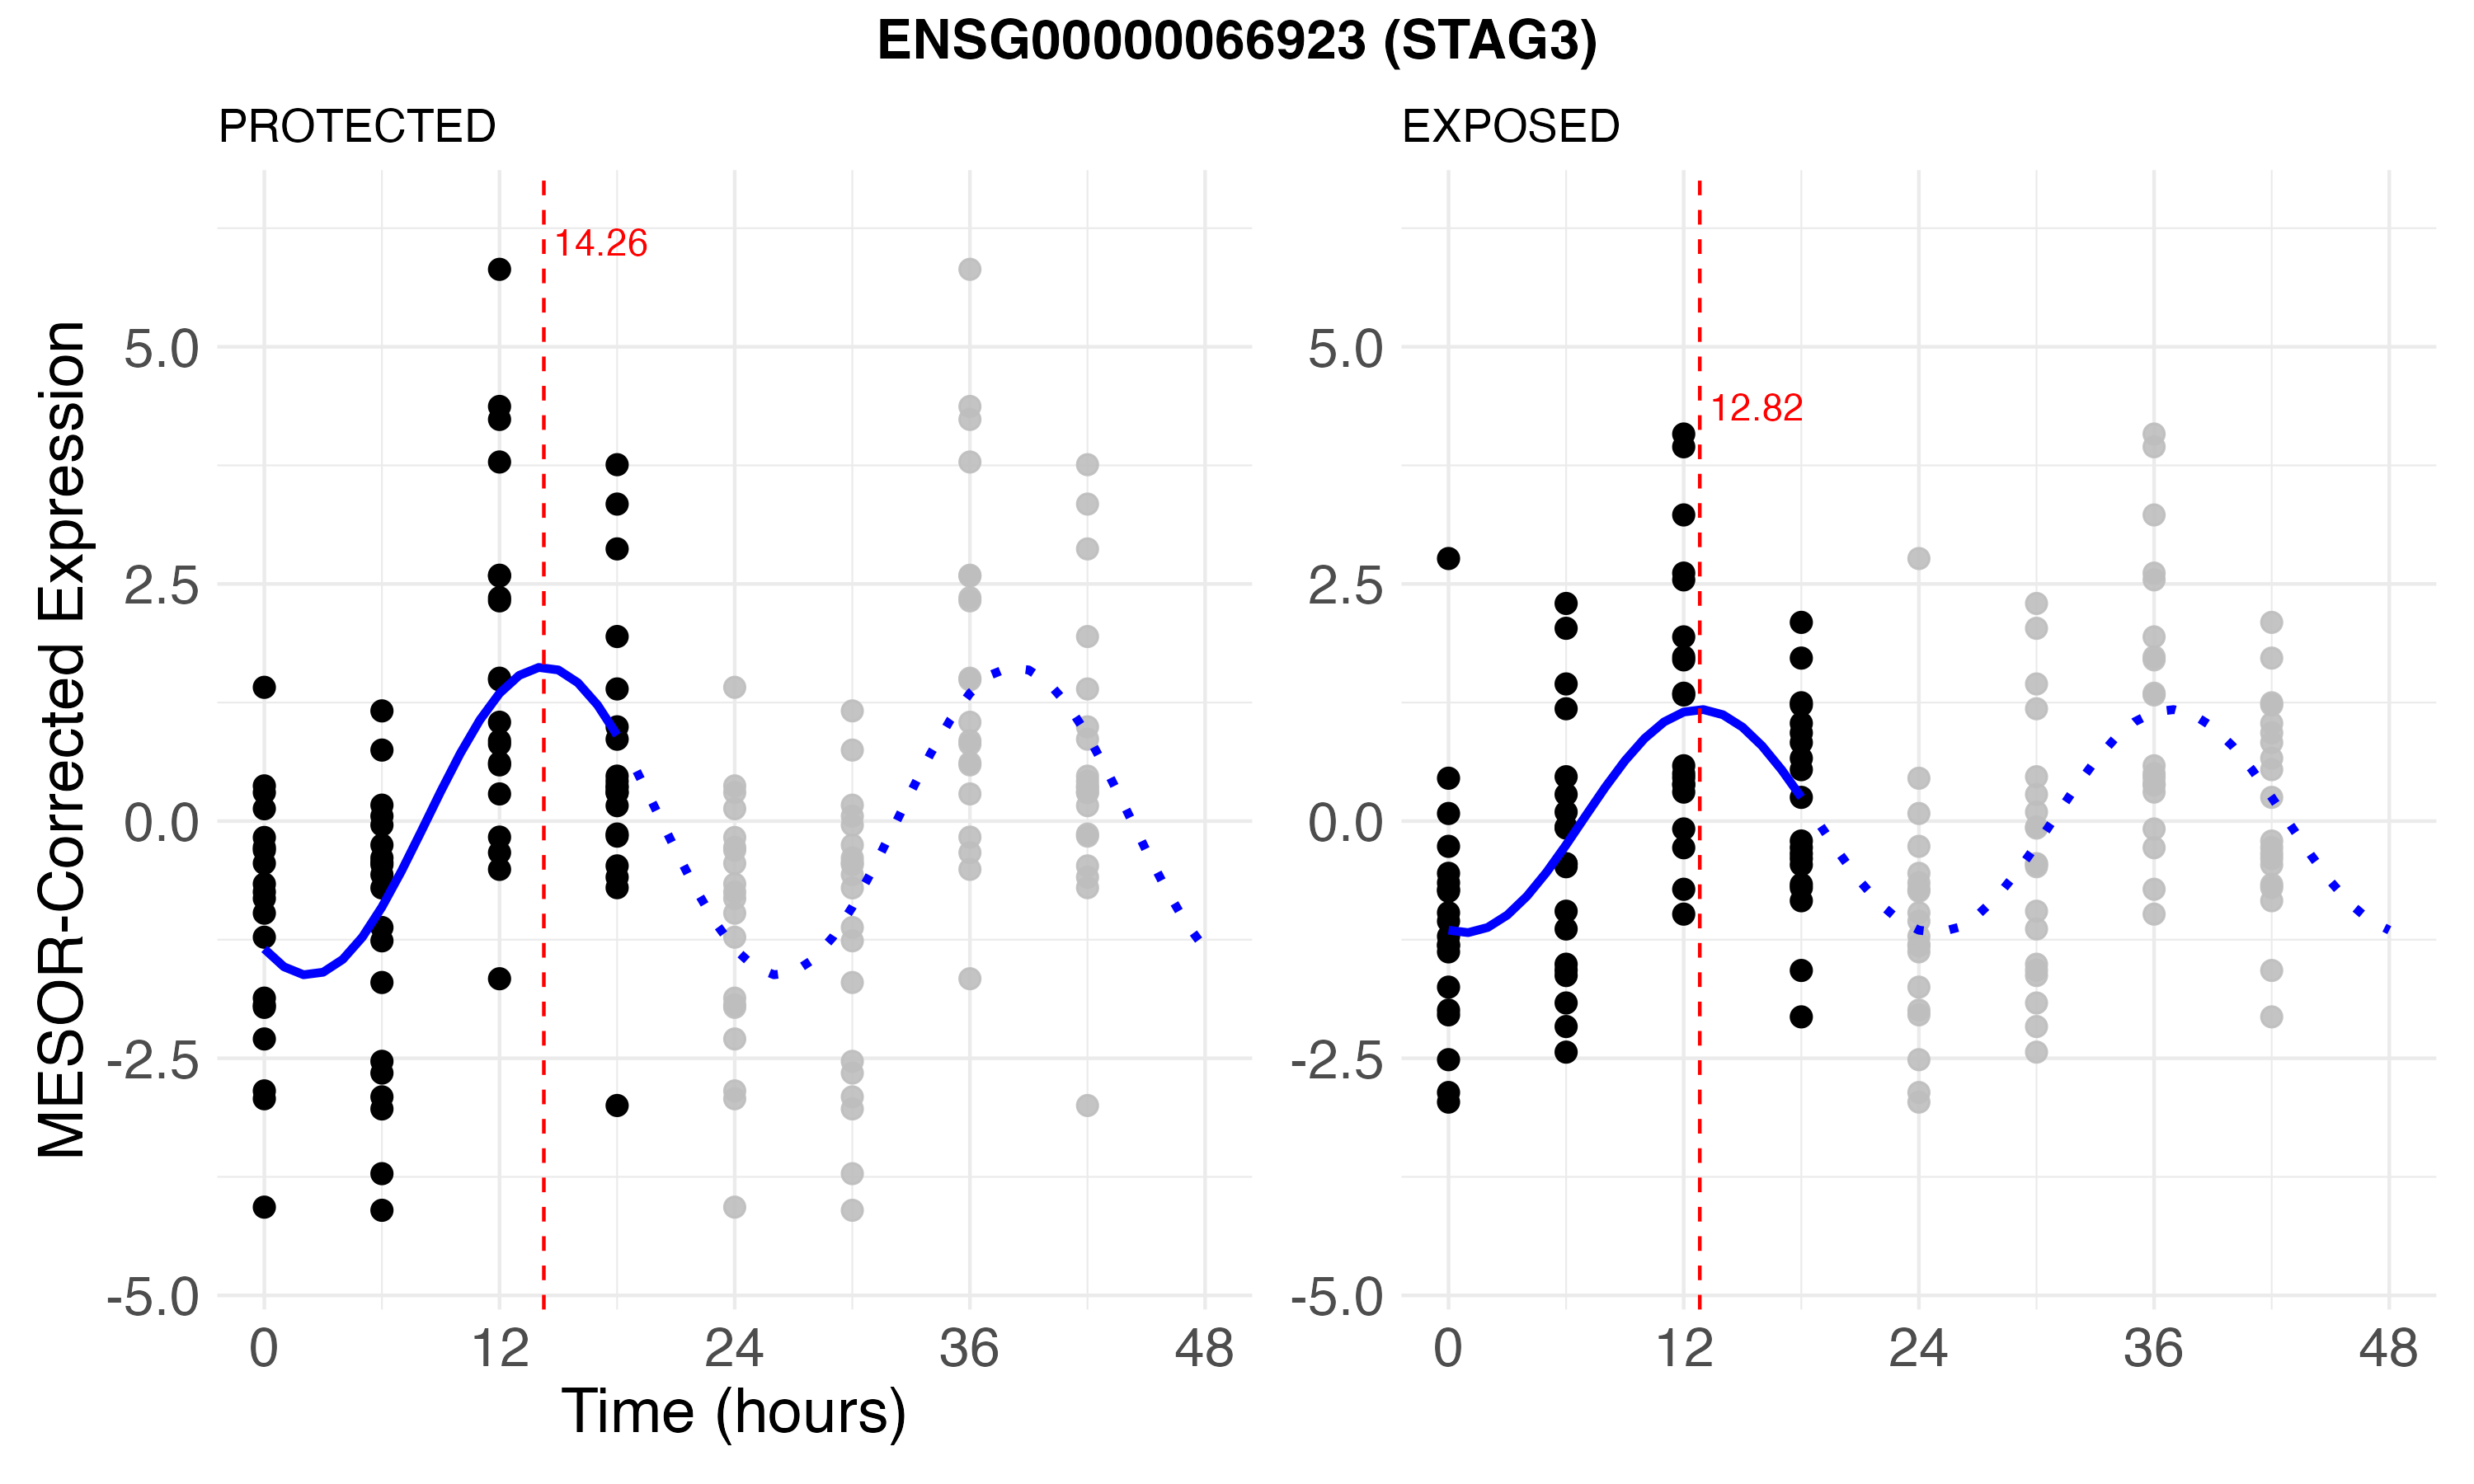 ENSG00000066923 (STAG3)
PROTECTED
EXPOSED
MESOR-Corrected Expression
5.0
2.5
0.0
-2.5
-5.0
14.26
0 12 24 36 48
Time (hours)
5.0
2.5
0.0
-2.5
-5.0
12.82
0 12 24 36 48